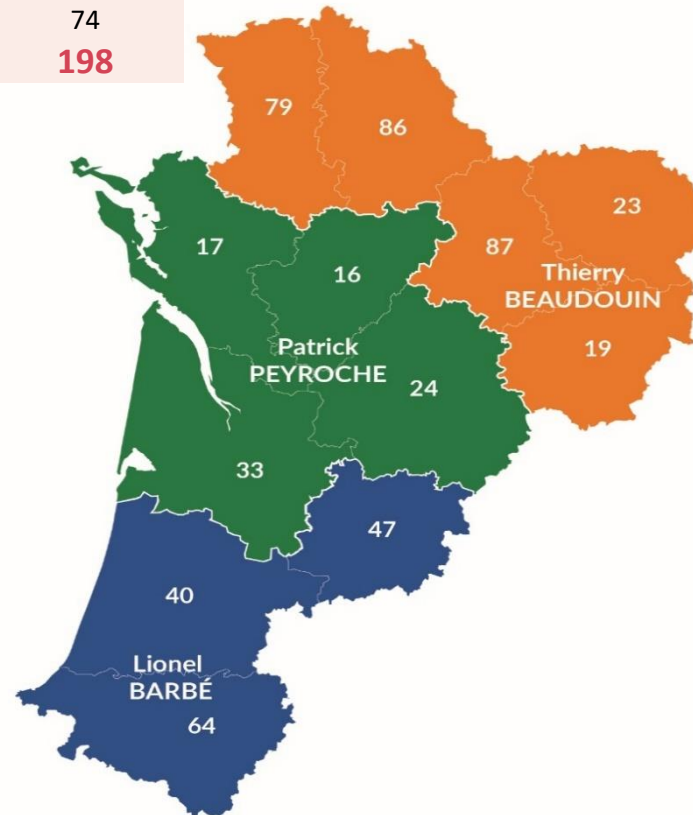 74
198
79
86
23
17
87
16
Thierry
BEAUDOUIN
Patrick
PEYROCHE
19
24
33
47
40
Lionel
BARBÉ
64